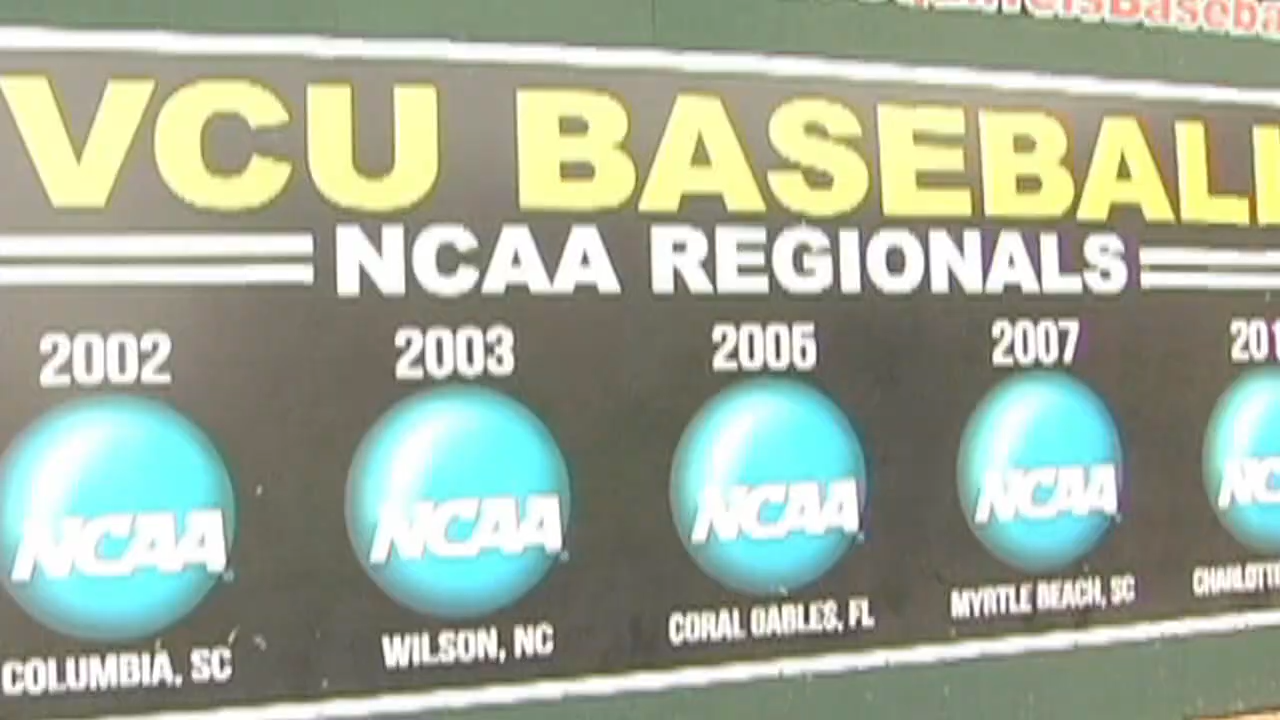 VCU BASEBALL
NCAA REGIONALS
2002
2003
2005
2007
NCAA
NCAA
NCAA
NCAA
COLUMBIA, SC
WILSON, NC
CORAL GABLES, FL
MYRTLE BEACH, SC